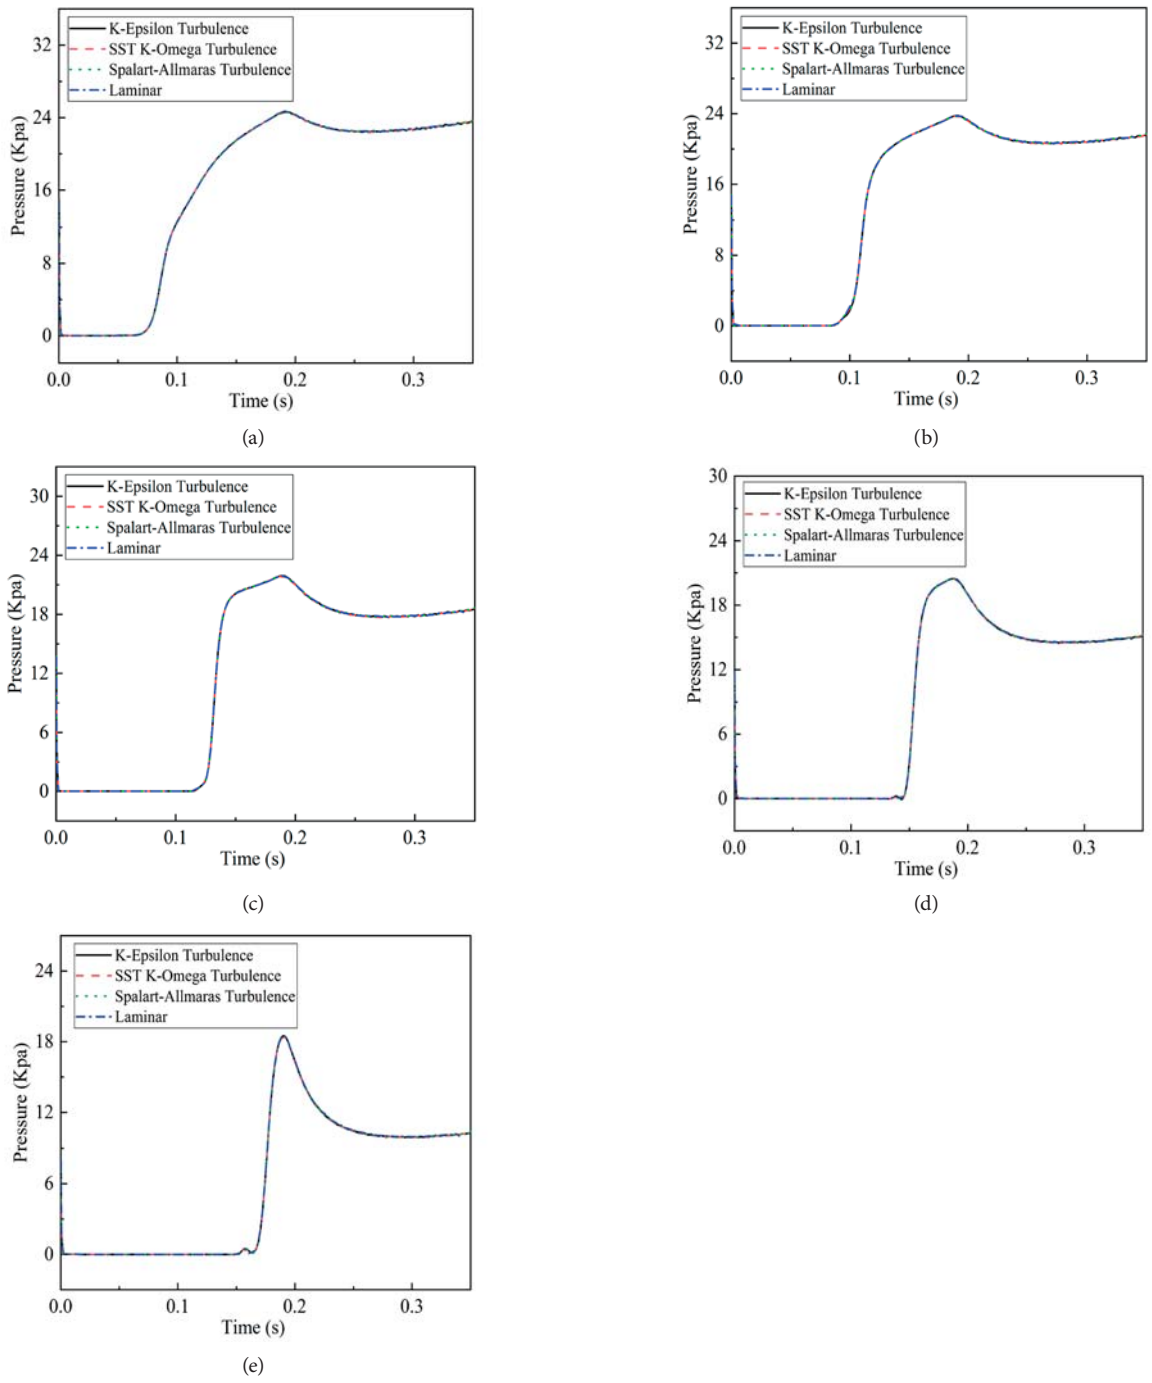 K-Epsilon Turbulence
SST K-Omega Turbulence
Spalart-Allmaras Turbulence
Laminar
Pressure (Kpa)
32
24
16
8
0
0.0 0.1 0.2 0.3
Time (s)
(a)
K-Epsilon Turbulence
SST K-Omega Turbulence
Spalart-Allmaras Turbulence
Laminar
Pressure (Kpa)
32
24
16
8
0
0.0 0.1 0.2 0.3
Time (s)
(b)
K-Epsilon Turbulence
SST K-Omega Turbulence
Spalart-Allmaras Turbulence
Laminar
Pressure (Kpa)
30
24
18
12
6
0
0.0 0.1 0.2 0.3
Time (s)
(c)
K-Epsilon Turbulence
SST K-Omega Turbulence
Spalart-Allmaras Turbulence
Laminar
Pressure (Kpa)
30
24
18
12
6
0
0.0 0.1 0.2 0.3
Time (s)
(d)
K-Epsilon Turbulence
SST K-Omega Turbulence
Spalart-Allmaras Turbulence
Laminar
Pressure (Kpa)
24
18
12
6
0
0.0 0.1 0.2 0.3
Time (s)
(e)